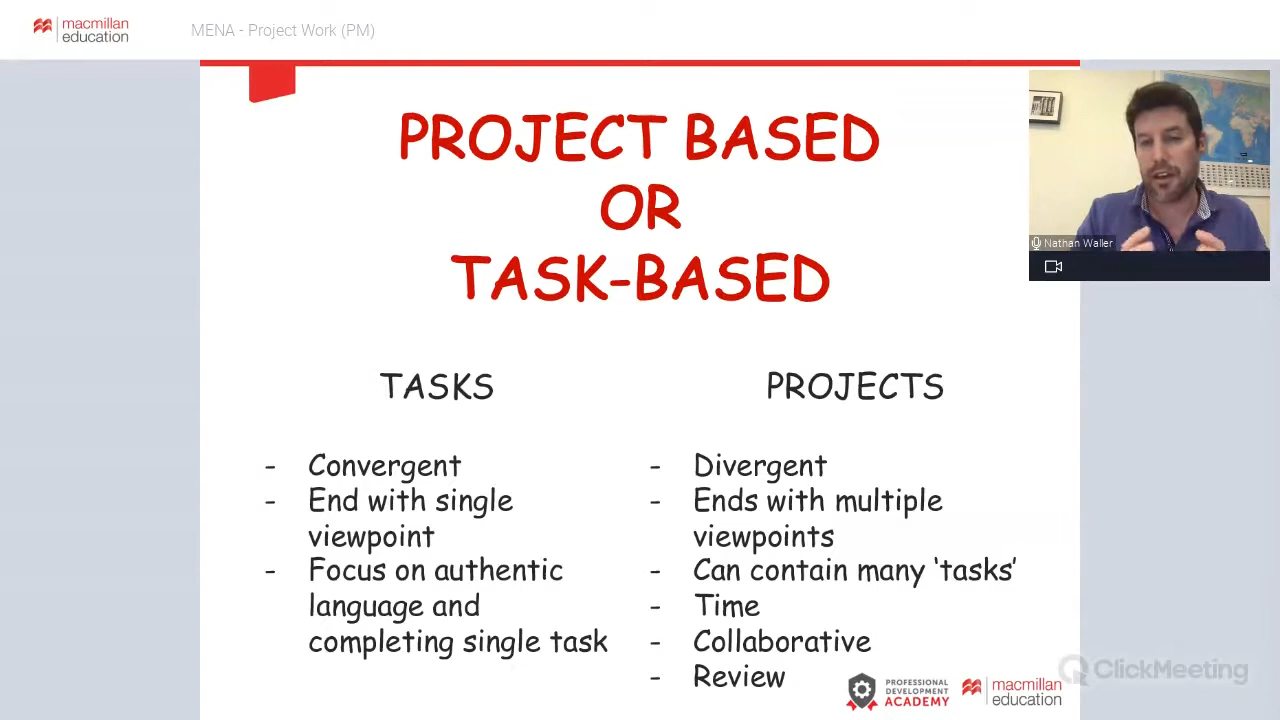 macmillan
education
MENA - Project Work (PM)
PROJECT BASED
OR
TASK-BASED
Nathan Waller
TASKS
- Convergent
- End with single
viewpoint
- Focus on authentic
language and
completing single task
PROJECTS
- Divergent
- Ends with multiple
viewpoints
- Can contain many ‘tasks’
- Time
- Collaborative
- Review
PROFESSIONAL
DEVELOPMENT
ACADEMY
macmillan
education
ClickMeeting